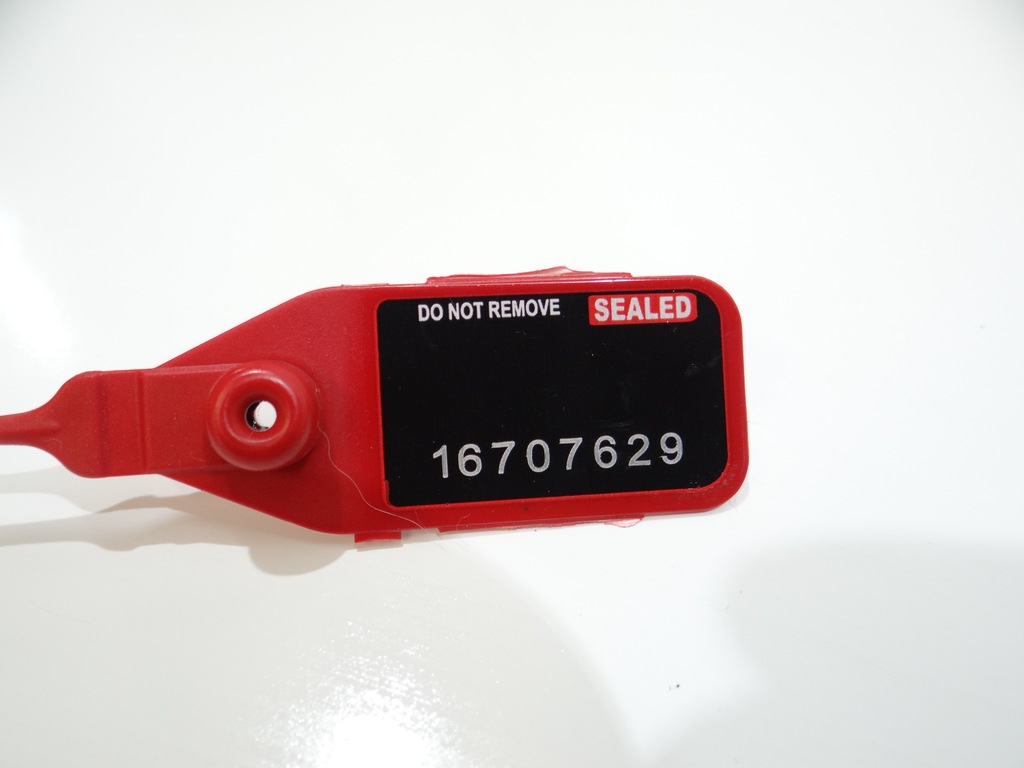 DO NOT REMOVE SEALED
16707629